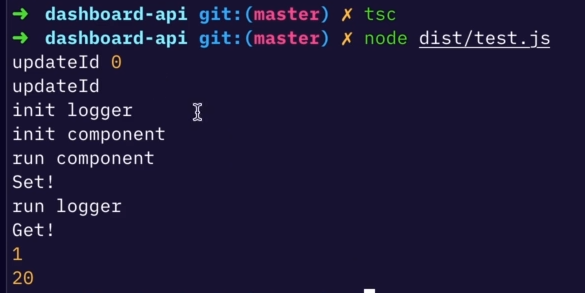 ➜ dashboard-api git:(master) ✗ tsc
➜ dashboard-api git:(master) ✗ node dist/test.js
updateId 0
updateId
init logger
init component
run component
Set!
run logger
Get!
1
20